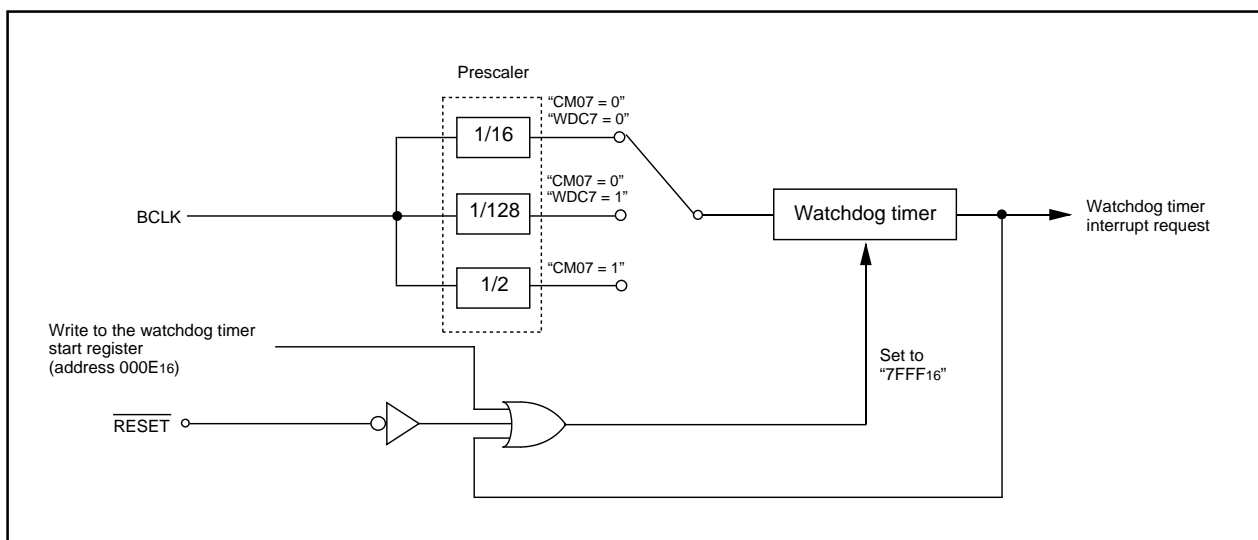 Prescaler
“CM07 = 0”
“WDC7 = 0”
1/16
“CM07 = 0”
“WDC7 = 1”
1/128
BCLK
Watchdog timer
Watchdog timer
interrupt request
“CM07 = 1”
1/2
Write to the watchdog timer
start register
(address 000E16)
Set to
“7FFF16”
RESET